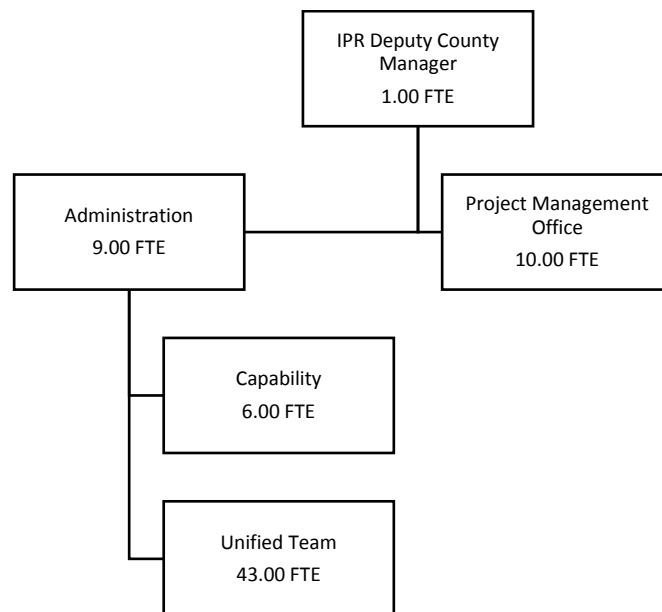 IPR Deputy County
Manager
1.00 FTE
Administration
9.00 FTE
Project Management
Office
10.00 FTE
Capability
6.00 FTE
Unified Team
43.00 FTE